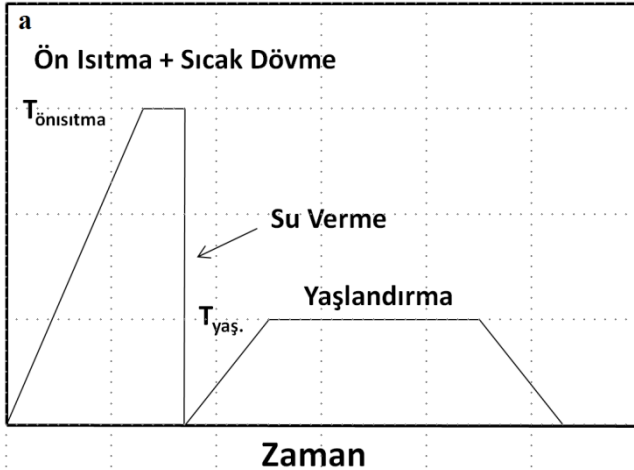 a
Ön Isıtma + Sıcak Dövme
Tönısıtma
Su Verme
Yaşlandırma
Tyaş.
Zaman